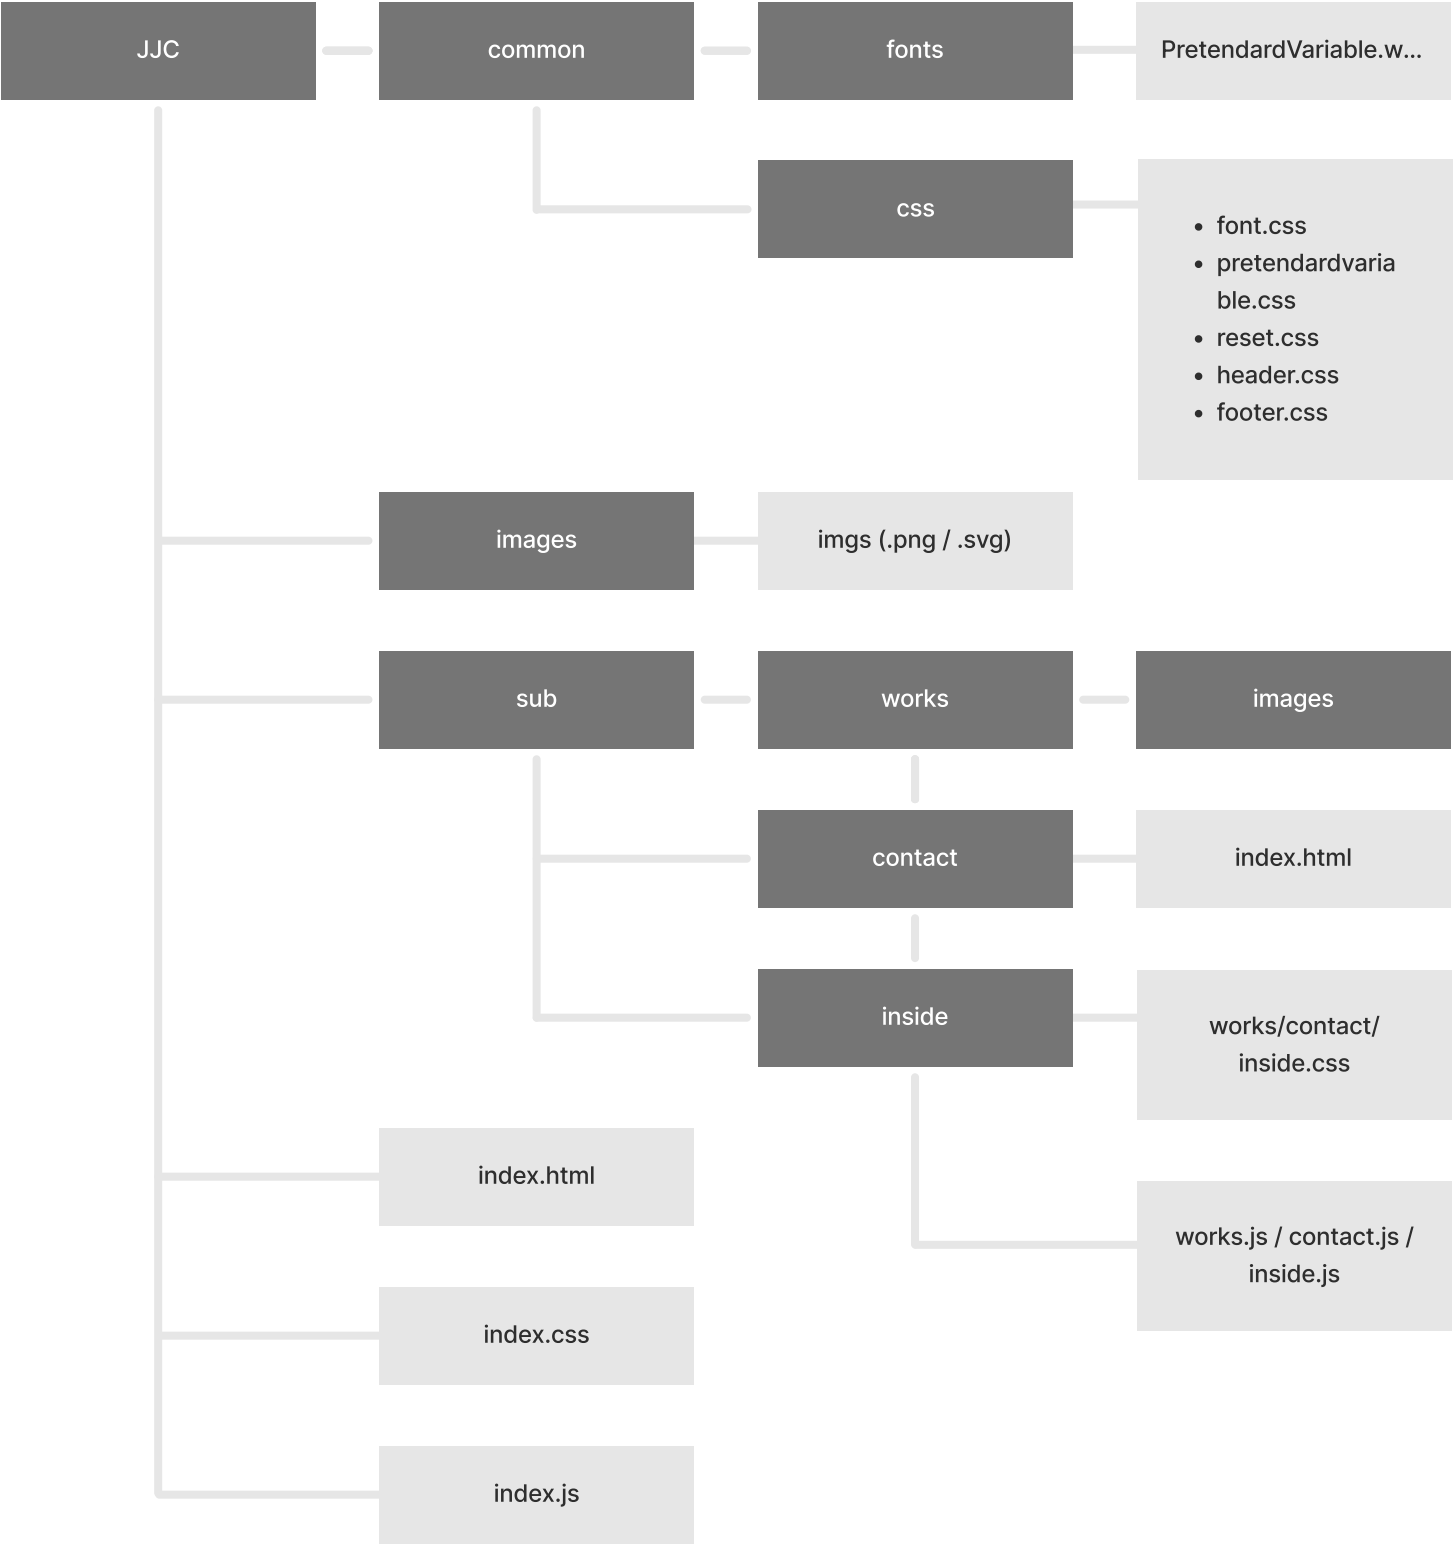 JJC
common
fonts
PretendardVariable.w...
css
• font.css
• pretendardvaria
ble.css
• reset.css
• header.css
• footer.css
images
imgs (.png / .svg)
sub
works
images
contact
index.html
inside
works/contact/
inside.css
index.html
works.js / contact.js /
inside.js
index.css
index.js